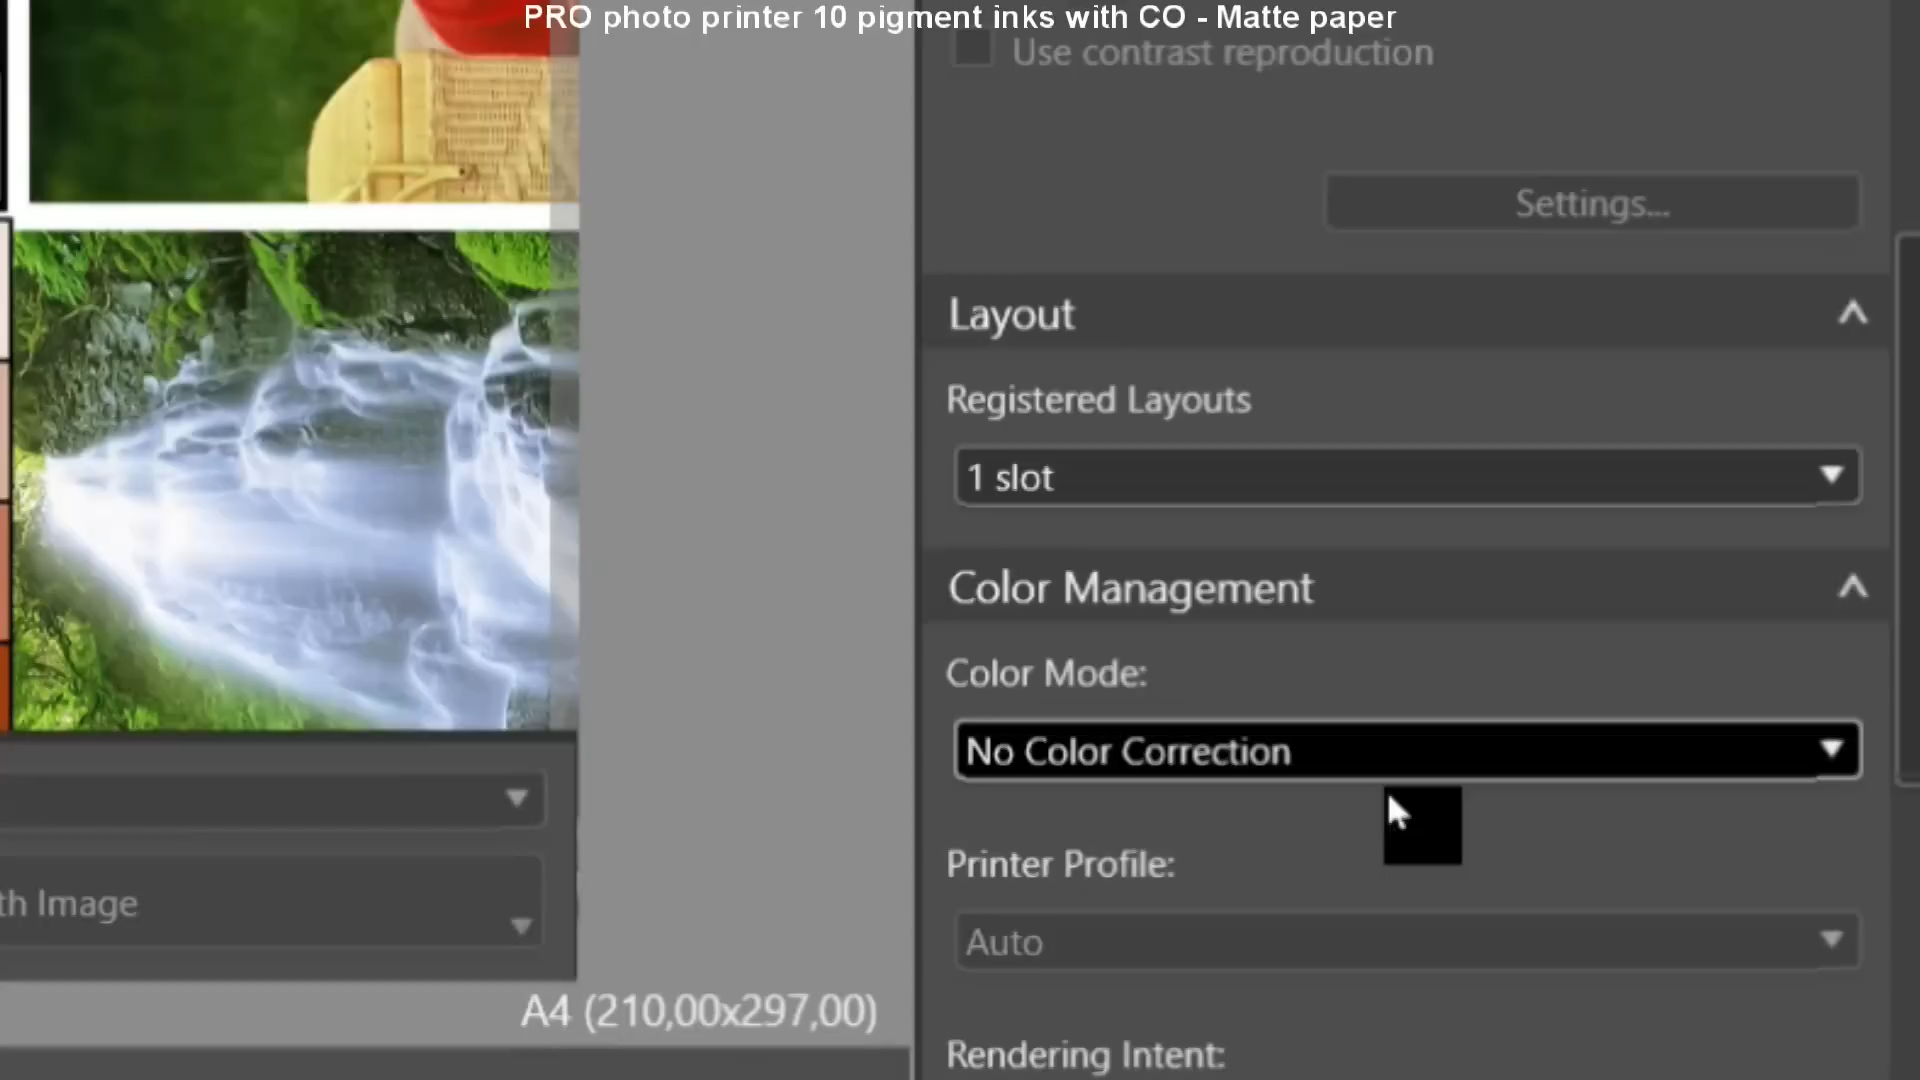 PRO photo printer 10 pigment inks with CO - Matte paper
Use contrast reproduction
Settings...
Layout
Registered Layouts
1 slot
Color Management
Color Mode:
No Color Correction
Printer Profile:
Auto
Rendering Intent:
th Image
A4 (210,00x297,00)